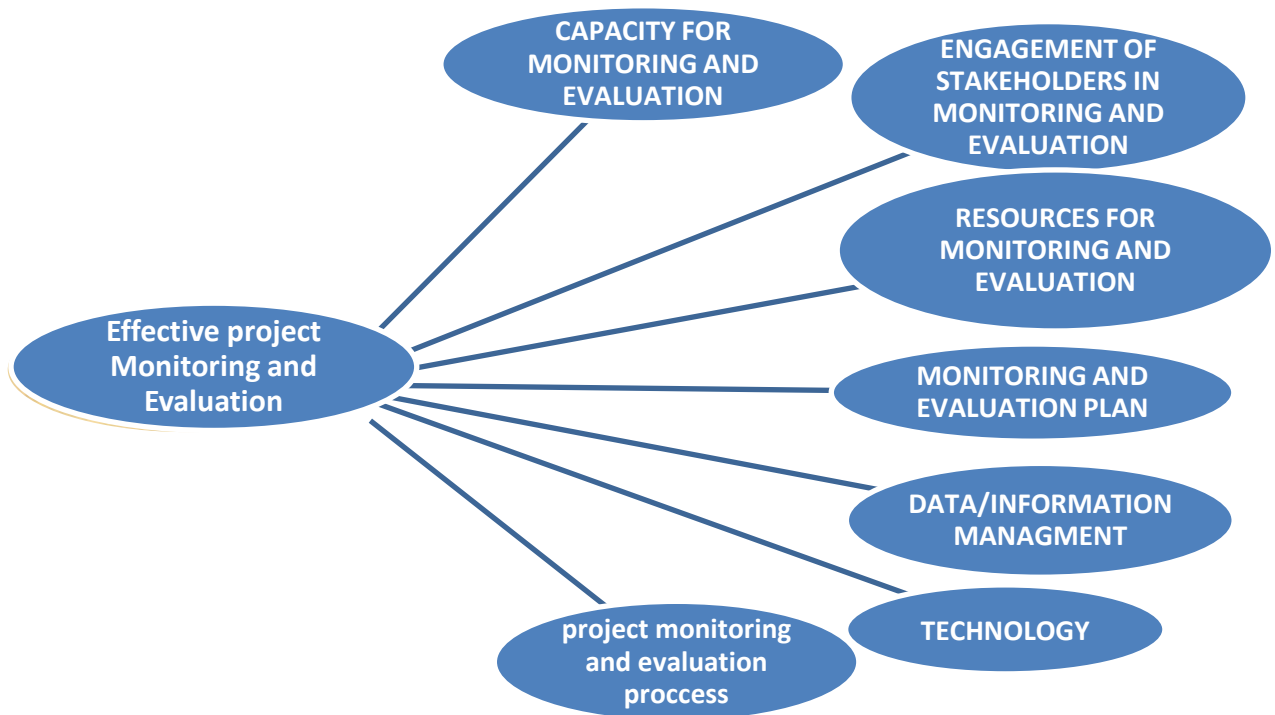 CAPACITY FOR
MONITORING AND
EVALUATION
ENGAGEMENT OF
STAKEHOLDERS IN
MONITORING AND
EVALUATION
RESOURCES FOR
MONITORING AND
EVALUATION
Effective project
Monitoring and
Evaluation
MONITORING AND
EVALUATION PLAN
DATA/INFORMATION
MANAGMENT
TECHNOLOGY
project monitoring
and evaluation
proccess